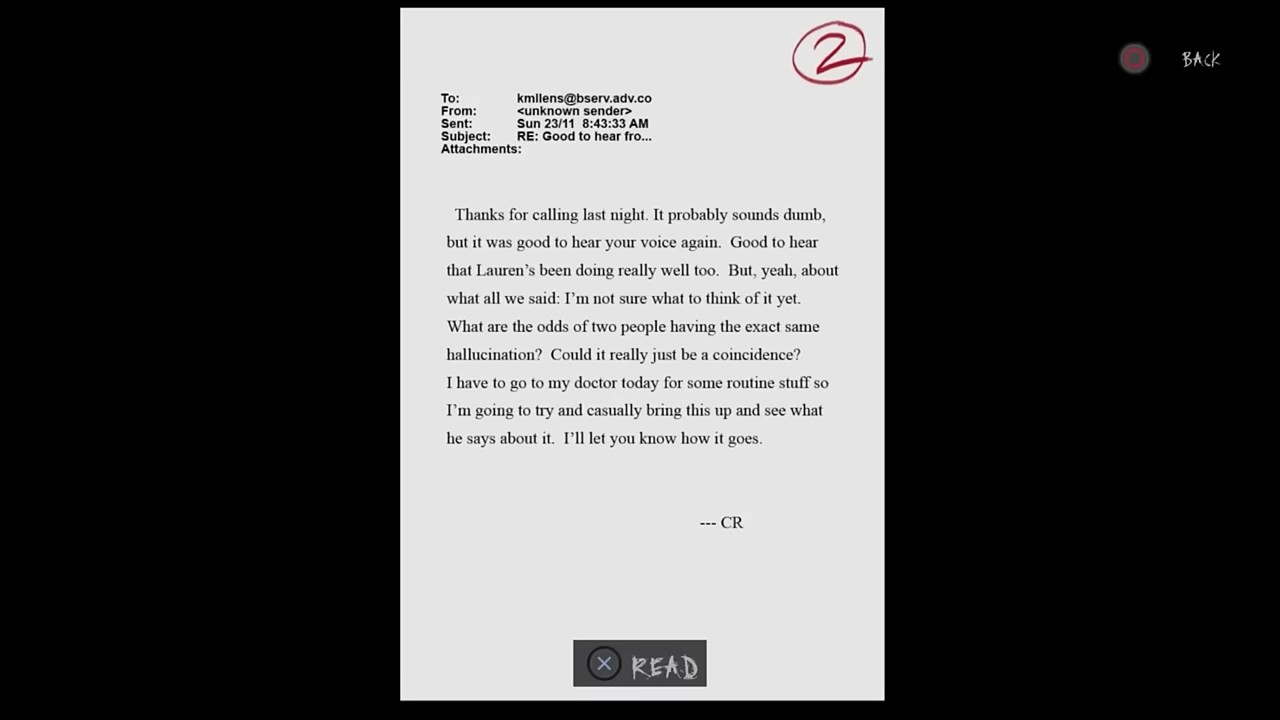 2
BACK
To: kmllens@bserv.adv.co
From: <unknown sender>
Sent: Sun 23/11 8:43:33 AM
Subject: RE: Good to hear fro...
Attachments:
Thanks for calling last night. It probably sounds dumb,
but it was good to hear your voice again. Good to hear
that Lauren’s been doing really well too. But, yeah, about
what all we said: I’m not sure what to think of it yet.
What are the odds of two people having the exact same
hallucination? Could it really just be a coincidence?
I have to go to my doctor today for some routine stuff so
I’m going to try and casually bring this up and see what
he says about it. I’ll let you know how it goes.
--- CR
READ